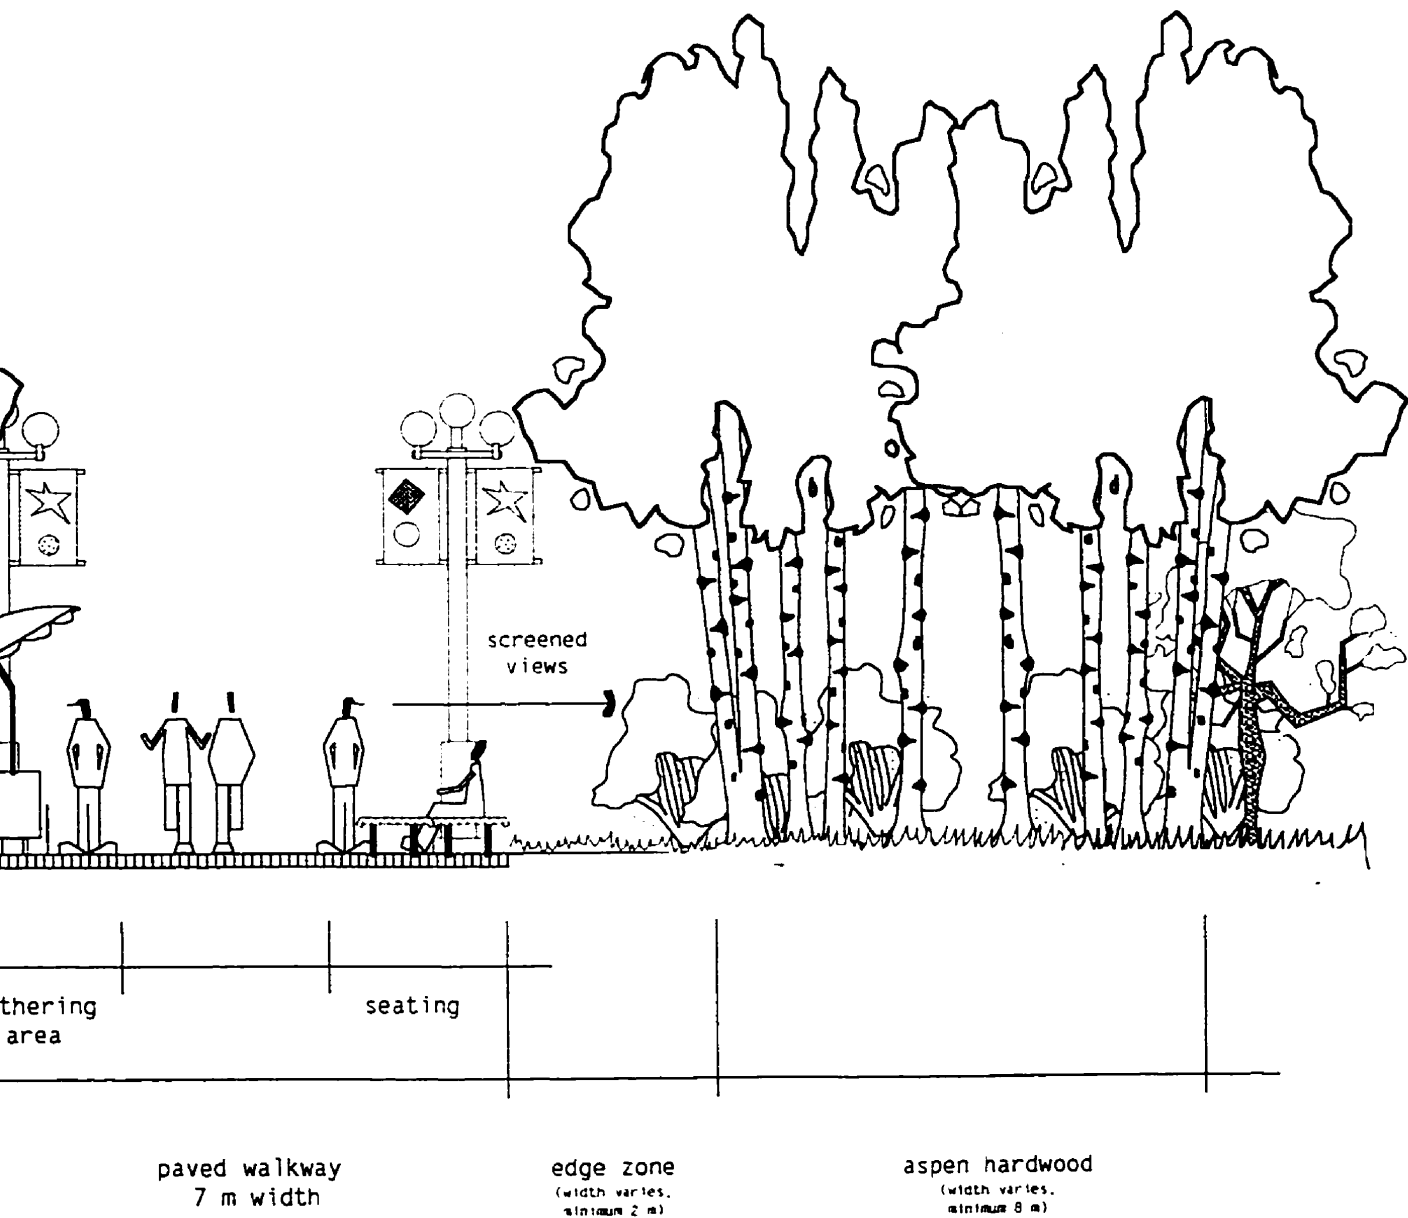 screened
views
thering
area
seating
paved walkway
7 m width
edge zone
(width varies,
minimum 2 m)
aspen hardwood
(width varies,
minimum 8 m)